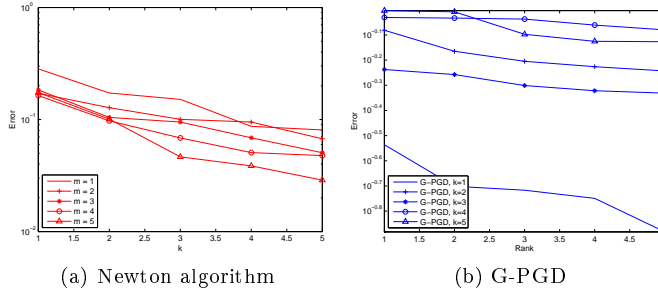 10^0
10^-1
10^-2
Error
m = 1
m = 2
m = 3
m = 4
m = 5
1 1.5 2 2.5 3 3.5 4 4.5 5
k
(a) Newton algorithm
10^-0.1
10^-0.2
10^-0.3
10^-0.4
10^-0.5
10^-0.6
10^-0.7
10^-0.8
Error
G-PGD, k=1
G-PGD, k=2
G-PGD, k=3
G-PGD, k=4
G-PGD, k=5
1 1.5 2 2.5 3 3.5 4 4.5
Rank
(b) G-PGD